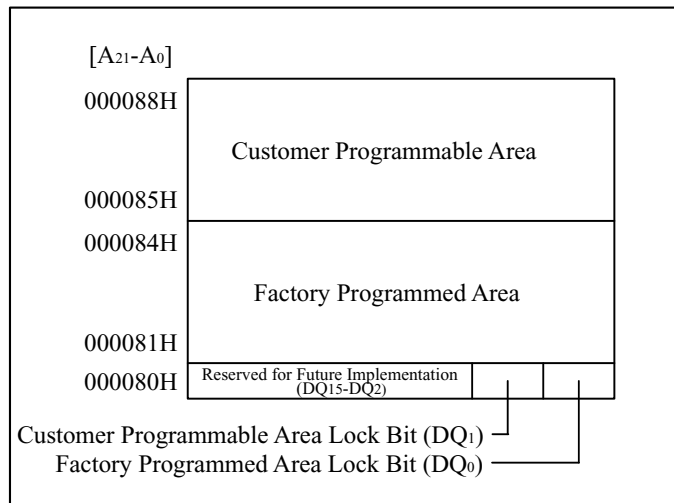 [A21-A0]
000088H
Customer Programmable Area
000085H
000084H
Factory Programmed Area
000081H
000080H
Reserved for Future Implementation
(DQ15-DQ2)
Customer Programmable Area Lock Bit (DQ1)
Factory Programmed Area Lock Bit (DQ0)